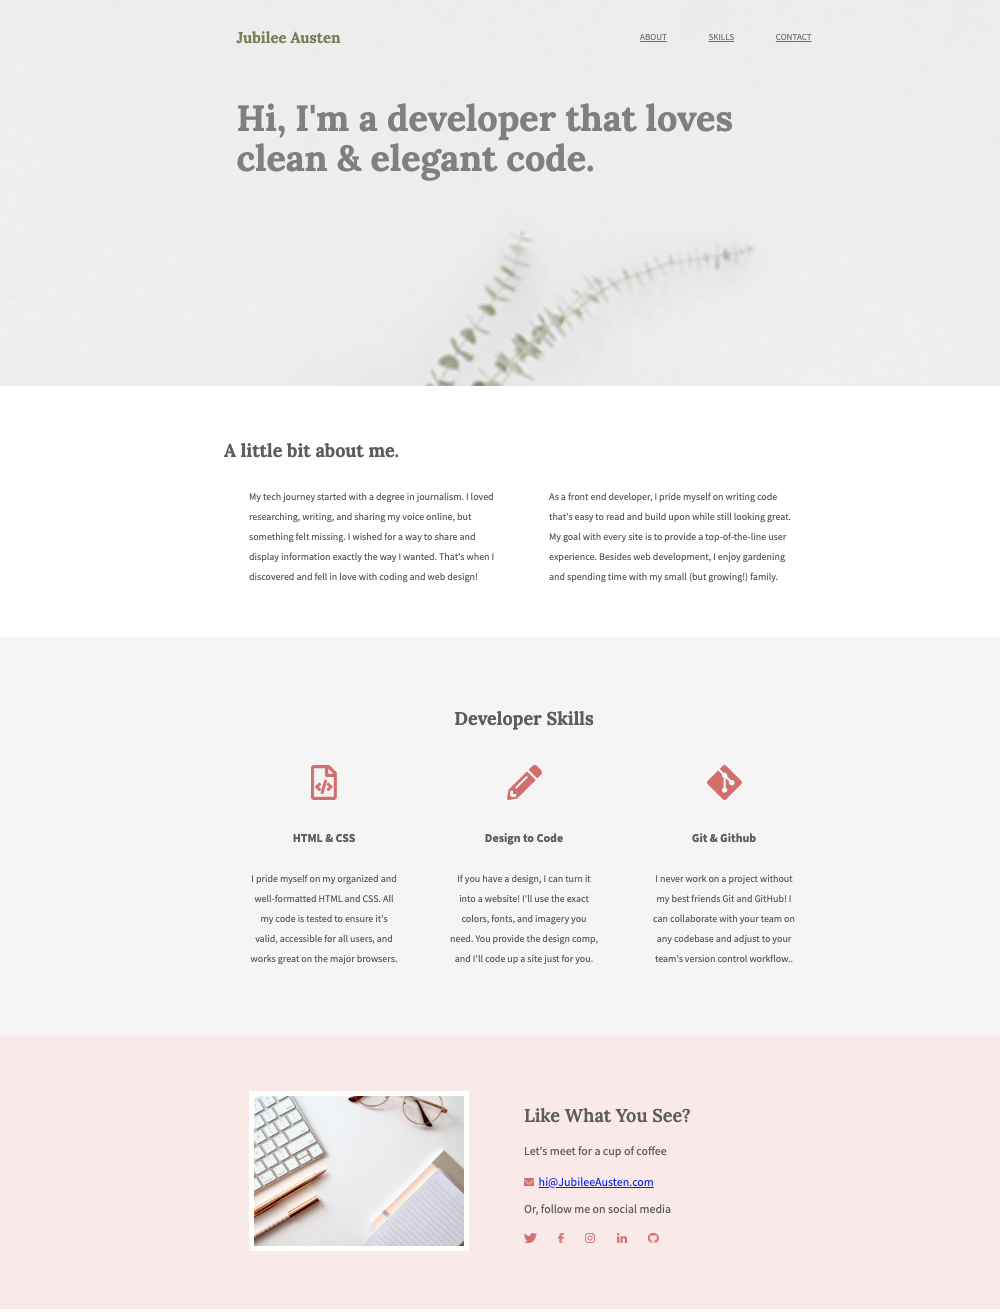 Jubilee Austen
ABOUT SKILLS CONTACT
Hi, I'm a developer that loves
clean & elegant code.
A little bit about me.
My tech journey started with a degree in journalism. I loved
researching, writing, and sharing my voice online, but
something felt missing. I wished for a way to share and
display information exactly the way I wanted. That's when I
discovered and fell in love with coding and web design!
As a front end developer, I pride myself on writing code
that's easy to read and build upon while still looking great.
My goal with every site is to provide a top-of-the-line user
experience. Besides web development, I enjoy gardening
and spending time with my small (but growing!) family.
Developer Skills
HTML & CSS
I pride myself on my organized and
well-formatted HTML and CSS. All
my code is tested to ensure it's
valid, accessible for all users, and
works great on the major browsers.
Design to Code
If you have a design, I can turn it
into a website! I'll use the exact
colors, fonts, and imagery you
need. You provide the design comp,
and I'll code up a site just for you.
Git & Github
I never work on a project without
my best friends Git and GitHub! I
can collaborate with your team on
any codebase and adjust to your
team's version control workflow..
Like What You See?
Let's meet for a cup of coffee
hi@JubileeAusten.com
Or, follow me on social media